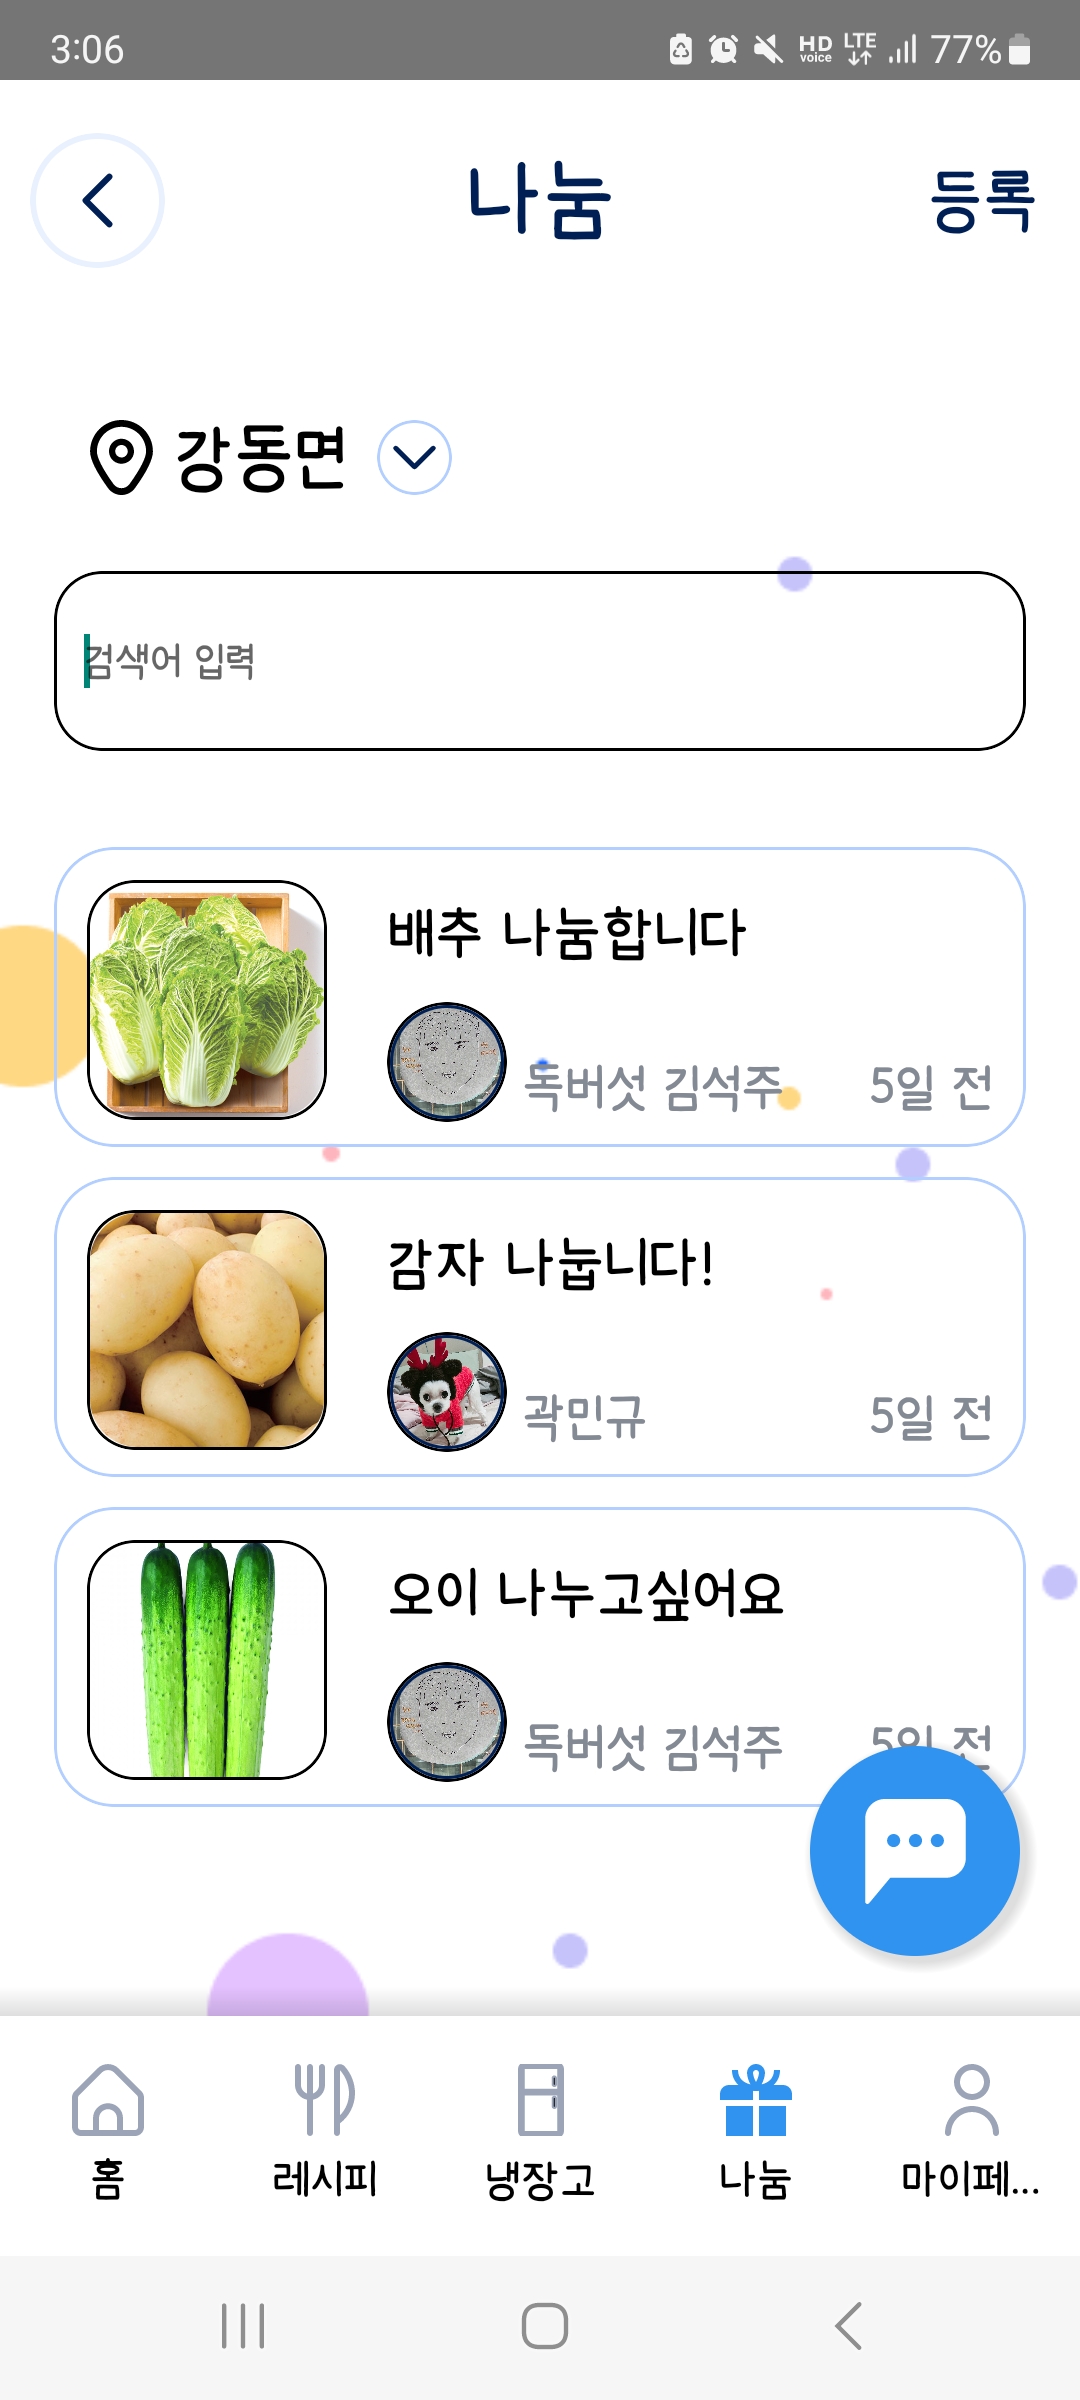 3:06
HD voice LTE 77%
나눔
등록
강동면
검색어 입력
배추 나눔합니다
독버섯 김석주 5일 전
감자 나눕니다!
곽민규 5일 전
오이 나누고싶어요
독버섯 김석주 5일 전
홈
레시피
냉장고
나눔
마이페...